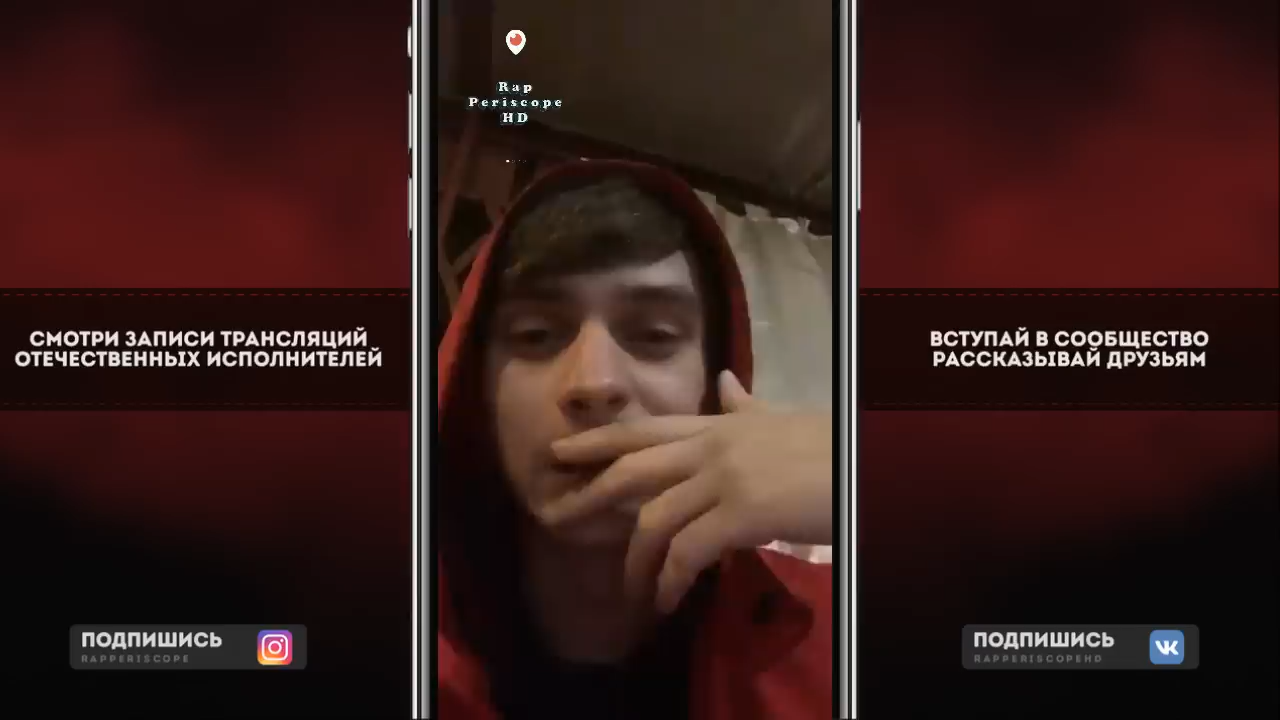 Rap
Periscope
HD
СМОТРИ ЗАПИСИ ТРАНСЛЯЦИЙ
ОТЕЧЕСТВЕННЫХ ИСПОЛНИТЕЛЕЙ
ВСТУПАЙ В СООБЩЕСТВО
РАССКАЗЫВАЙ ДРУЗЬЯМ
ПОДПИШИСЬ
RAPPERISCOPE
ПОДПИШИСЬ
RAPPERISCOPEHD